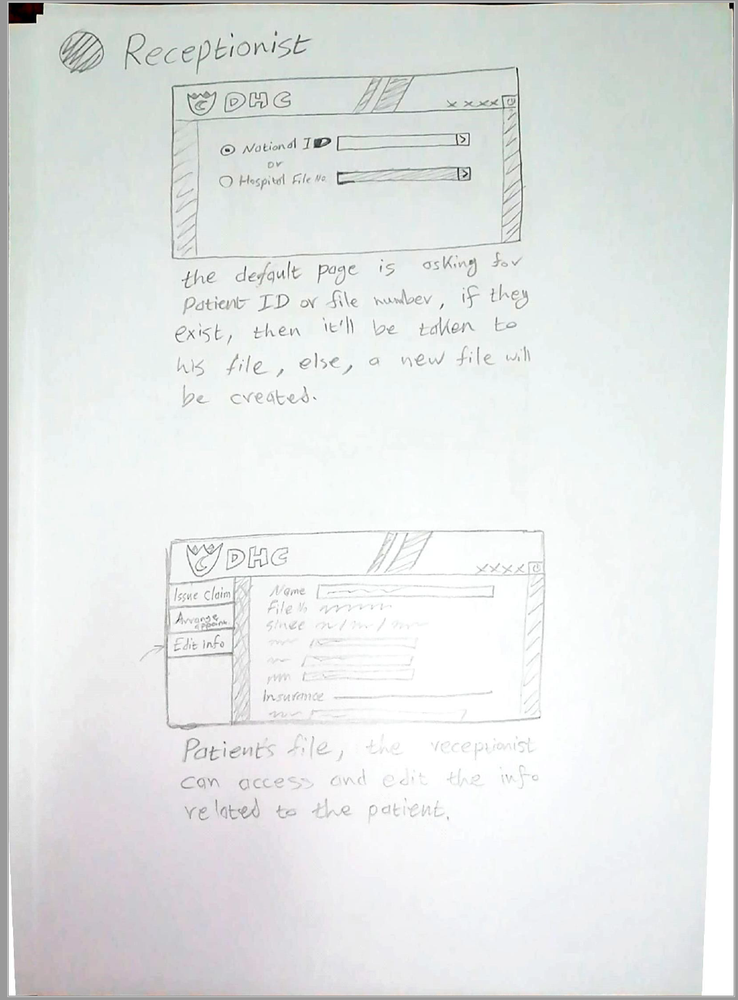 Receptionist
C DHC
xxxx
National ID
or
Hospital File No.
the default page is asking for
Patient ID or file number, if they
exist, then it'll be taken to
his file, else, a new file will
be created.
C DHC
xxxx
Issue Claim
Arrange
appoin.
Edit Info
Name
File No
since
Insurance
Patient's file, the receptionist
can access and edit the info
related to the patient.